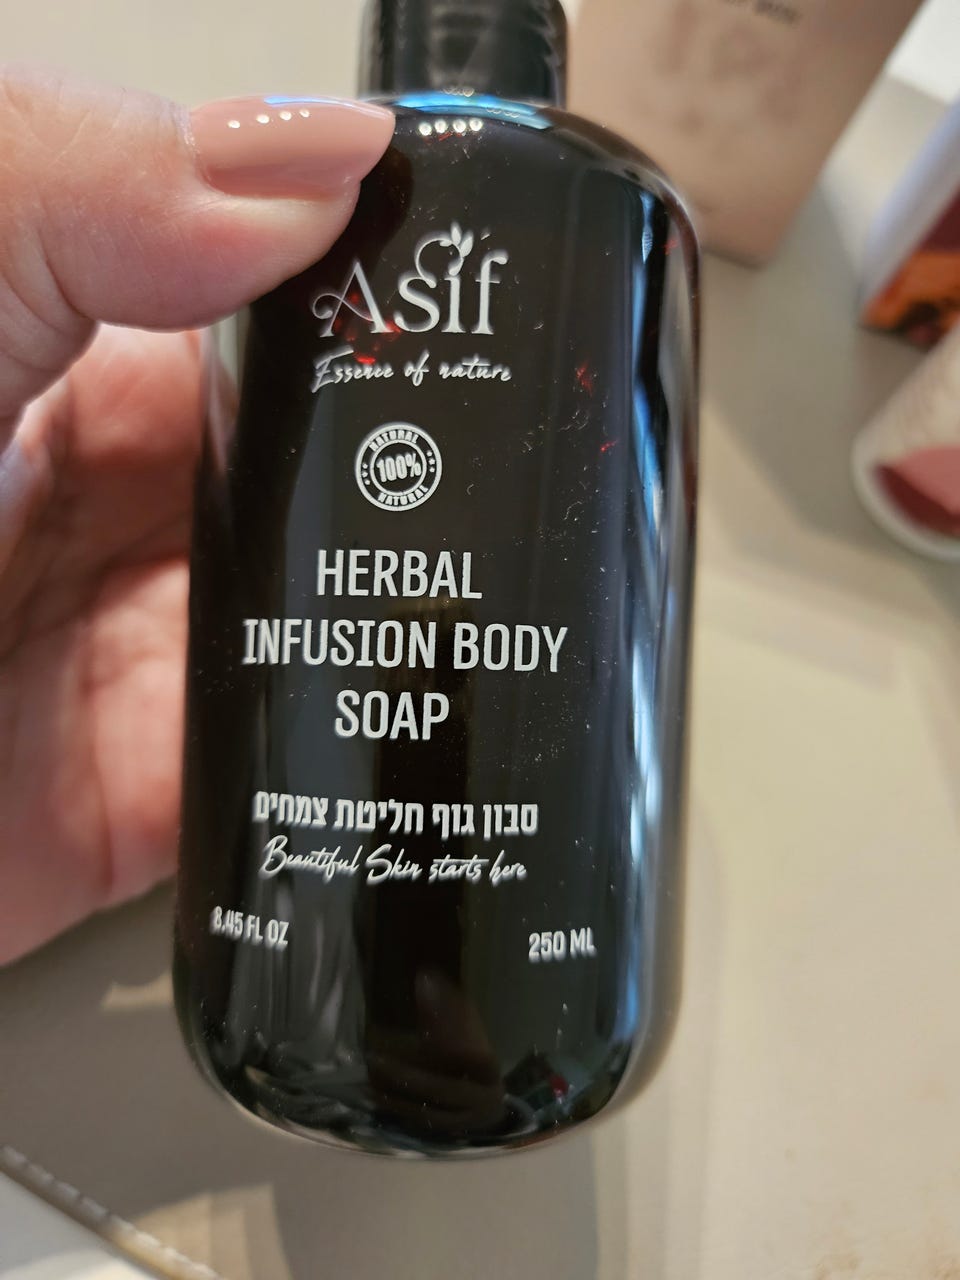 Asif
Essence of nature
NATURAL
100%
NATURAL
HERBAL
INFUSION BODY
SOAP
סבון גוף חליטת צמחים
Beautiful Skin starts here
8.45 FL OZ
250 ML